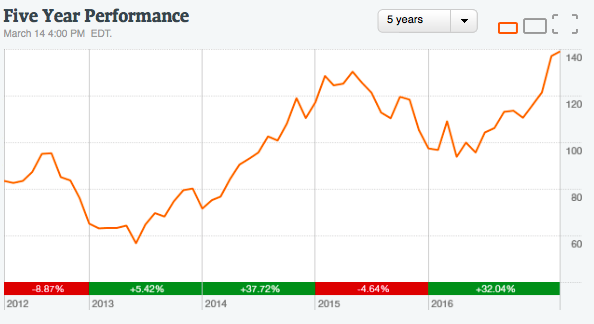 Five Year Performance
5 years
March 14 4:00 PM EDT.
140
120
100
80
60
-8.87% +5.42% +37.72% -4.64% +32.04%
2012 2013 2014 2015 2016